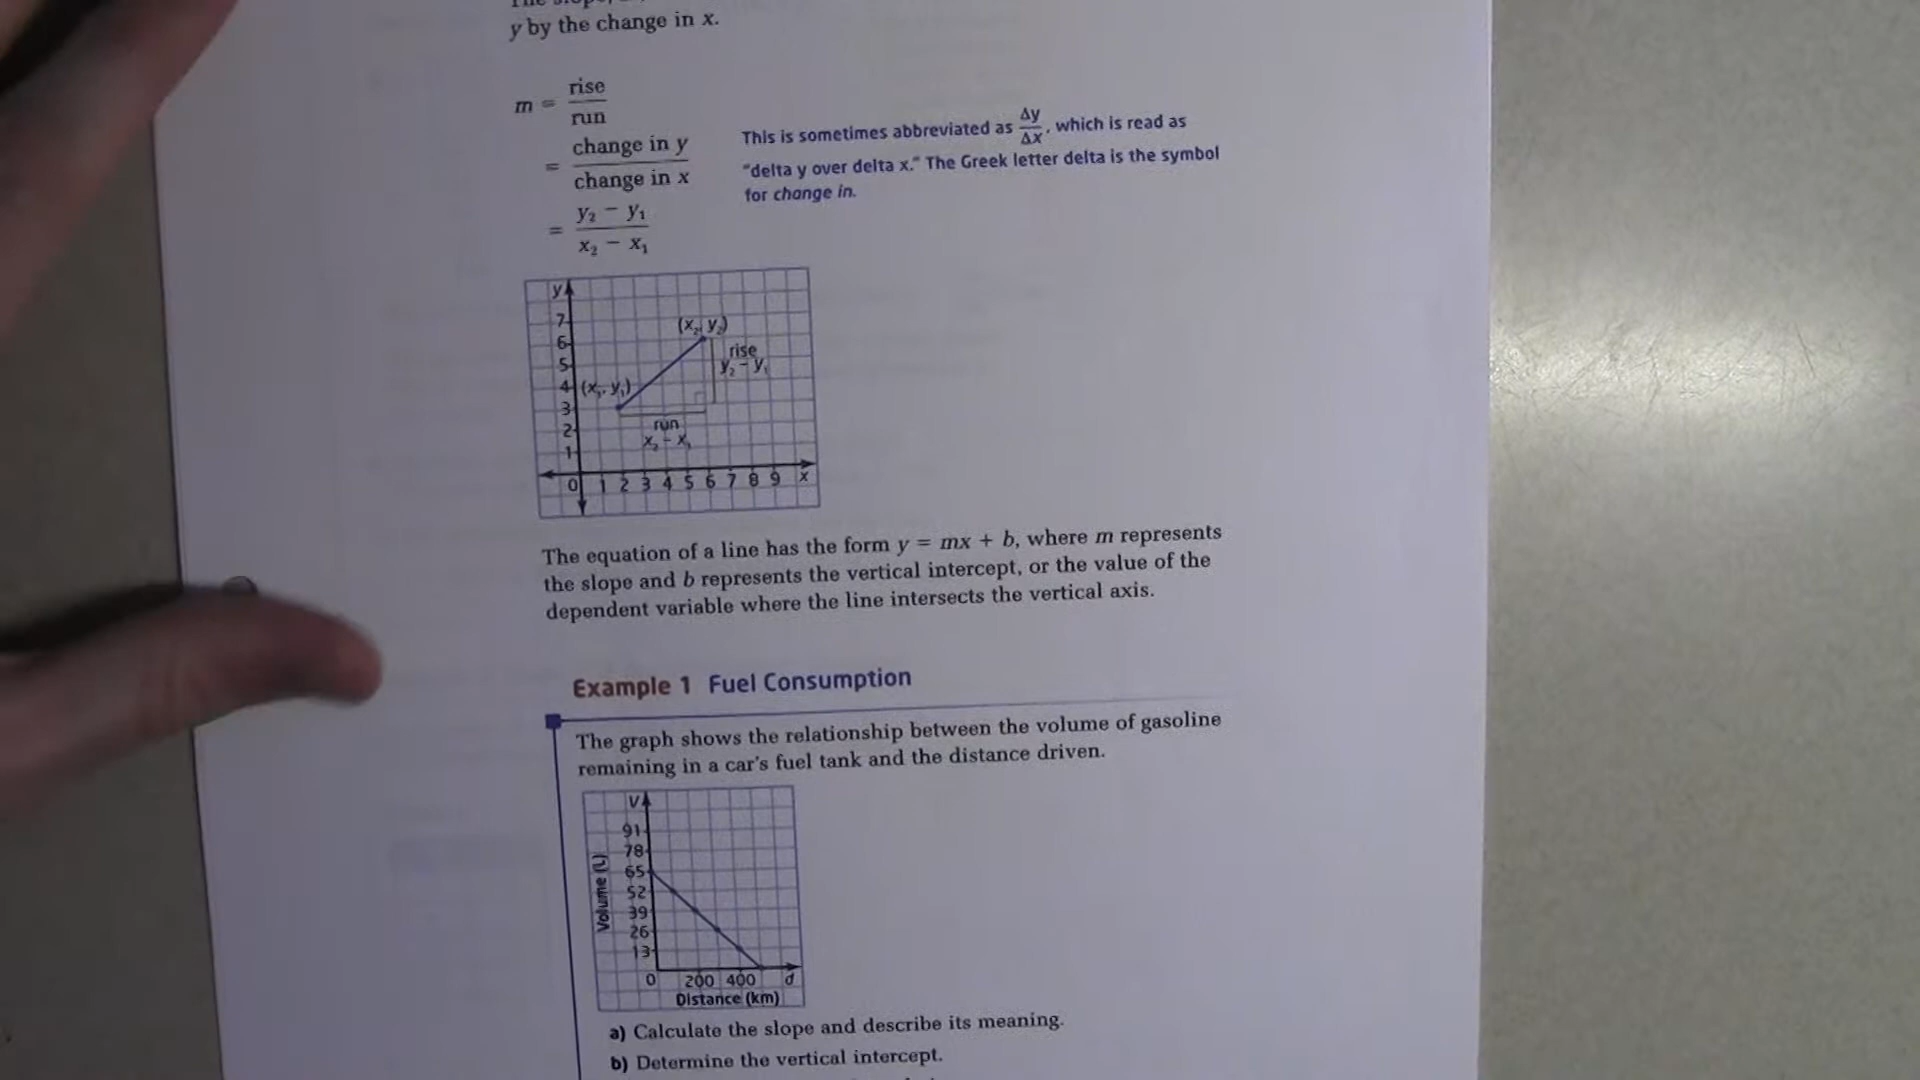 y by the change in x.
m = rise / run
= change in y / change in x
This is sometimes abbreviated as Δy/Δx, which is read as
"delta y over delta x." The Greek letter delta is the symbol
for change in.
= y₂ − y₁ / x₂ − x₁
y
7
6
5
4
3
2
1
(x₂, y₂)
rise
y₂ − y₁
(x₁, y₁)
run
x₂ − x₁
0 1 2 3 4 5 6 7 8 9 x
The equation of a line has the form y = mx + b, where m represents
the slope and b represents the vertical intercept, or the value of the
dependent variable where the line intersects the vertical axis.
Example 1 Fuel Consumption
The graph shows the relationship between the volume of gasoline
remaining in a car's fuel tank and the distance driven.
V
91
78
65
52
39
26
13
Volume (L)
0 200 400 d
Distance (km)
a) Calculate the slope and describe its meaning.
b) Determine the vertical intercept.